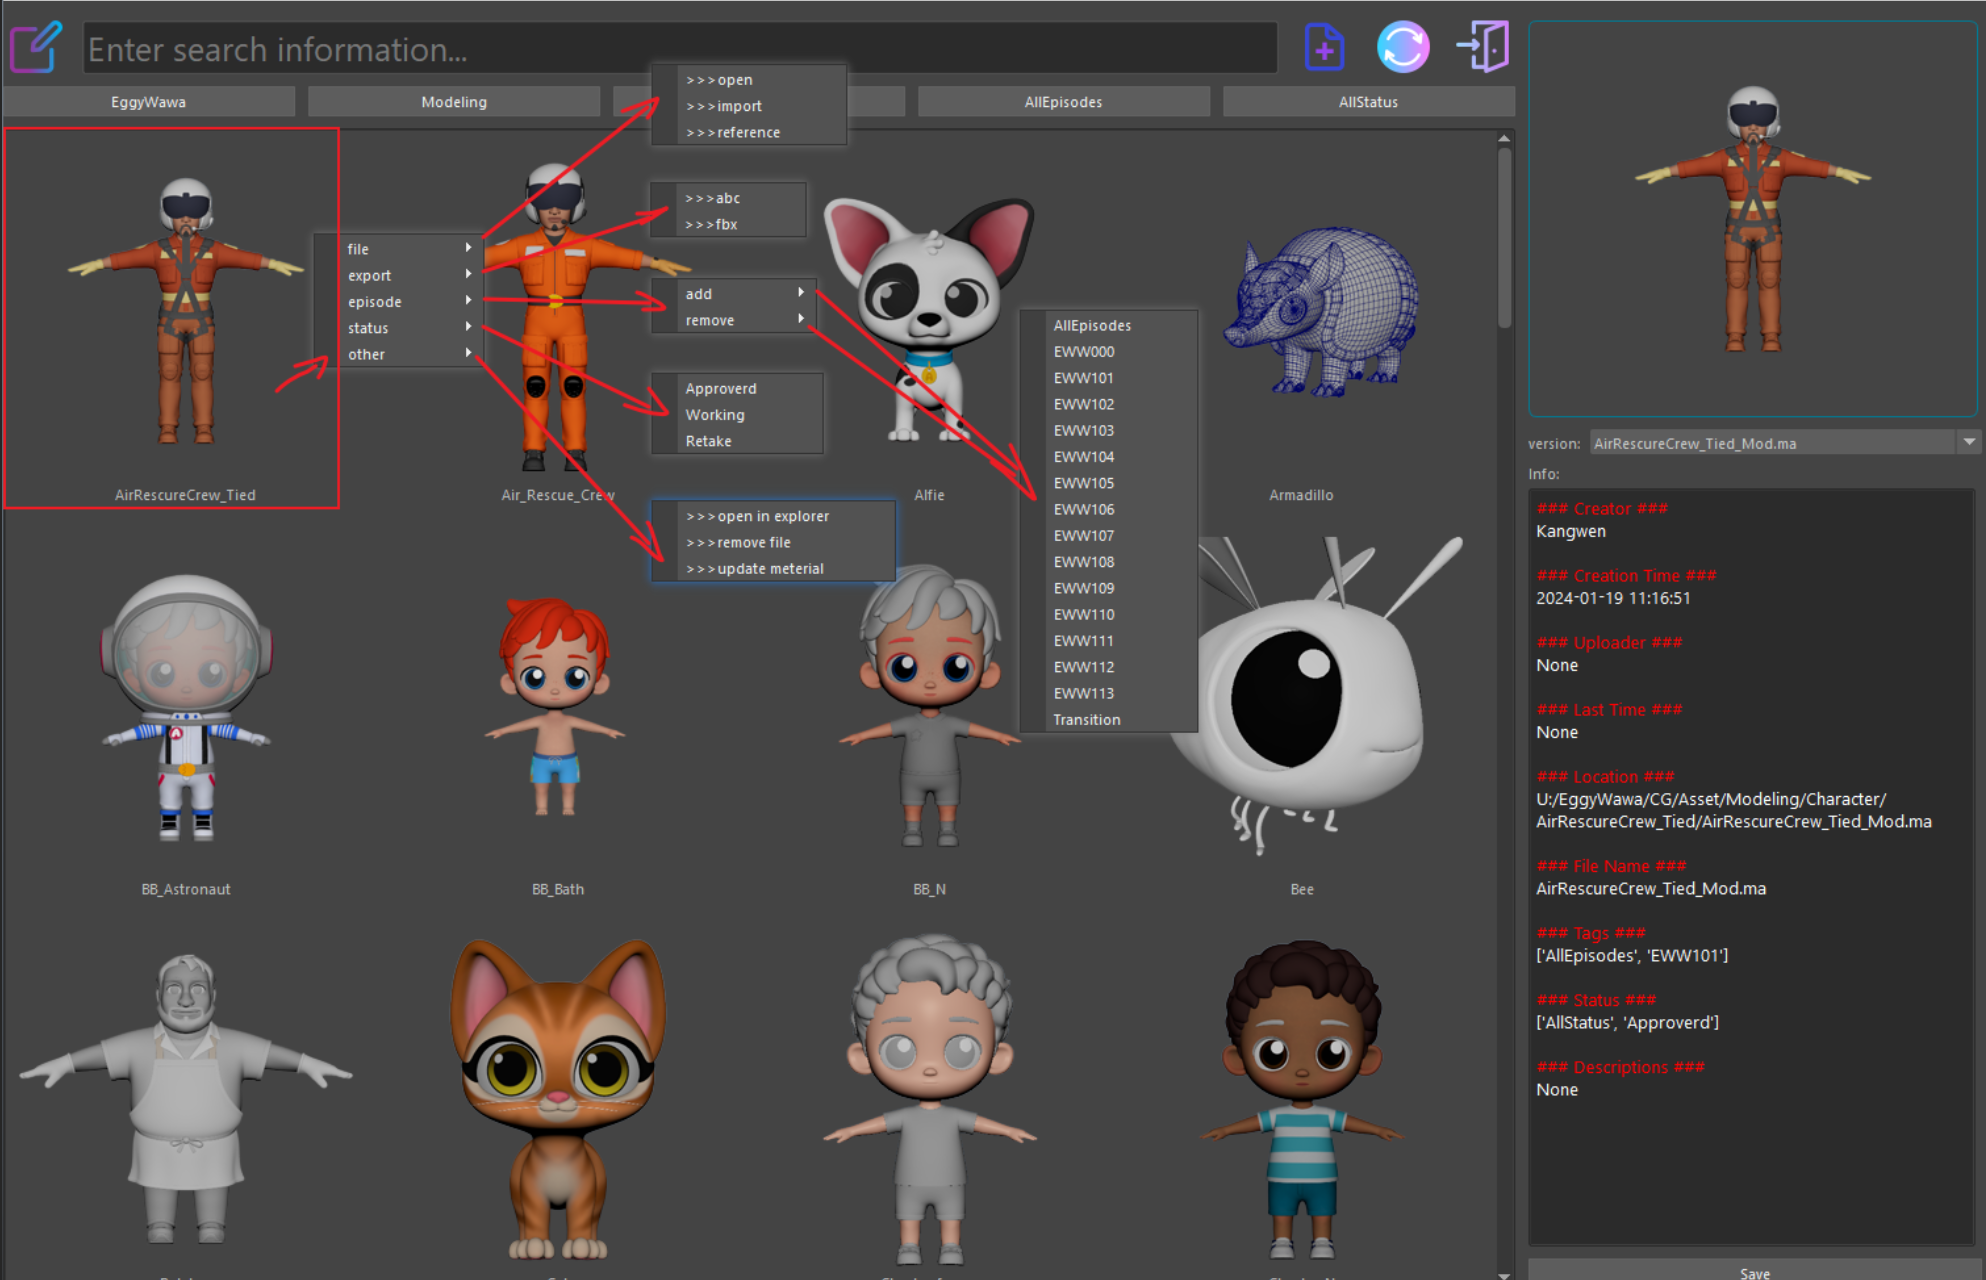 Enter search information...
EggyWawa
Modeling
AllEpisodes
AllStatus
>>>open
>>>import
>>>reference
>>>abc
>>>fbx
file
export
episode
status
other
add
remove
Approverd
Working
Retake
>>>open in explorer
>>>remove file
>>>update meterial
AllEpisodes
EWW000
EWW101
EWW102
EWW103
EWW104
EWW105
EWW106
EWW107
EWW108
EWW109
EWW110
EWW111
EWW112
EWW113
Transition
AirRescureCrew_Tied
Air_Rescue_Crew
Alfie
Armadillo
BB_Astronaut
BB_Bath
BB_N
Bee
version: AirRescureCrew_Tied_Mod.ma
Info:
### Creator ###
Kangwen
### Creation Time ###
2024-01-19 11:16:51
### Uploader ###
None
### Last Time ###
None
### Location ###
U:/EggyWawa/CG/Asset/Modeling/Character/
AirRescureCrew_Tied/AirRescureCrew_Tied_Mod.ma
### File Name ###
AirRescureCrew_Tied_Mod.ma
### Tags ###
['AllEpisodes', 'EWW101']
### Status ###
['AllStatus', 'Approverd']
### Descriptions ###
None
Save